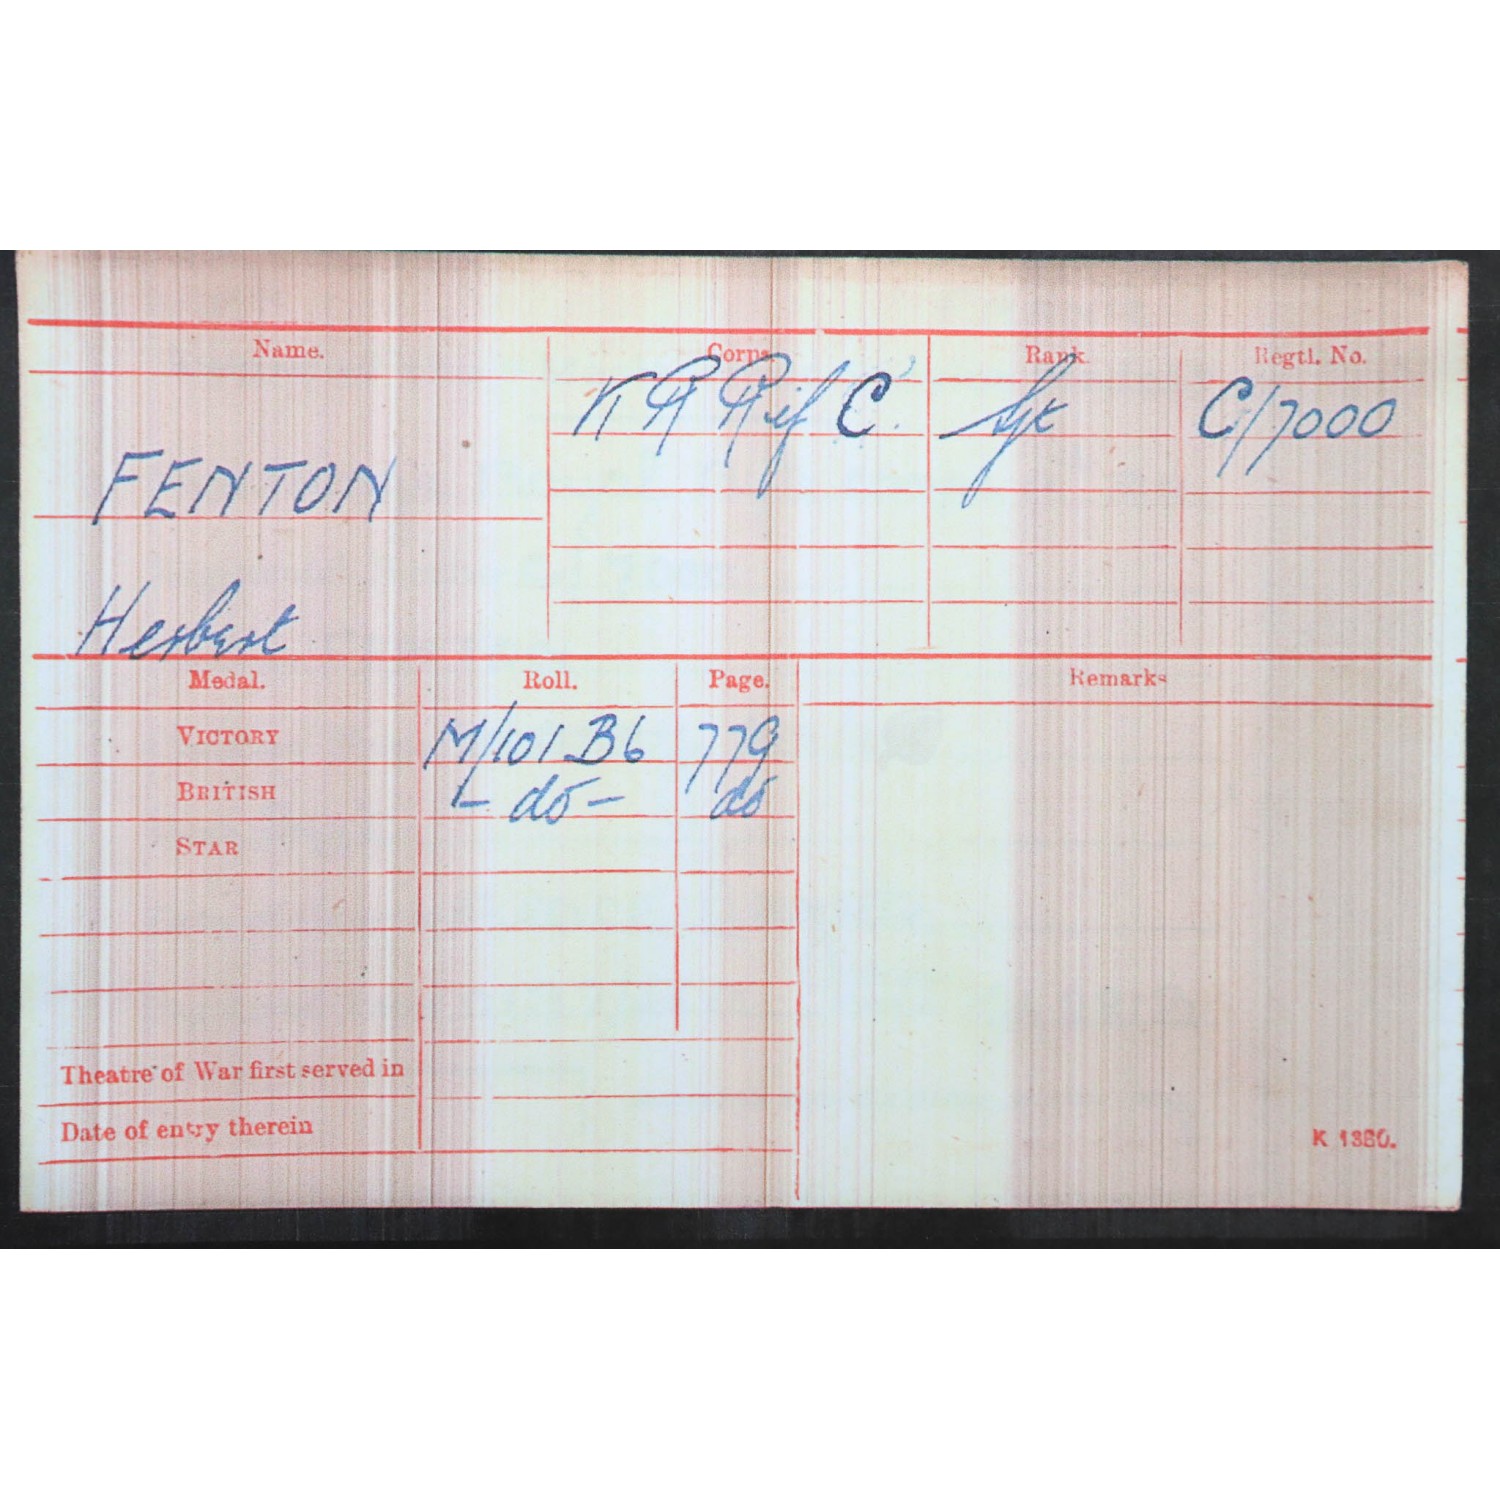 Name. Corps. Rank Regtl. No.
K R Rif C. Sjt C/7000
FENTON
Herbert
Medal. Roll. Page. Remarks
VICTORY M/101 B6 779
BRITISH - do - do
STAR
Theatre of War first served in
Date of entry therein
K 1380.